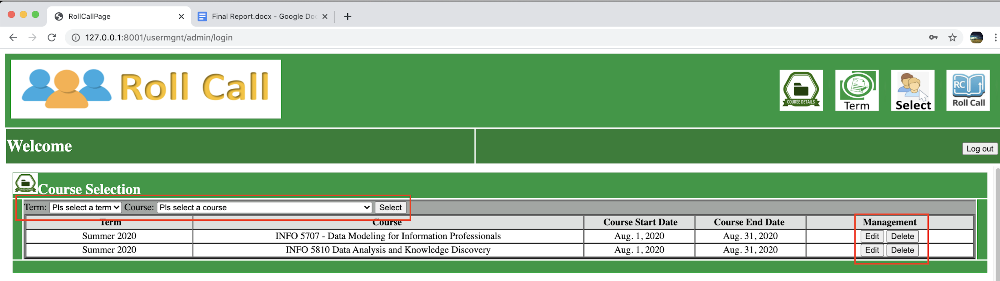 RollCallPage
Final Report.docx - Google Doc
127.0.0.1:8001/usermgnt/admin/login
Roll Call
COURSE DETAILS
Term
Select
RC
Roll Call
Welcome
Log out
COURSE DETAILS
Course Selection
Term: Pls select a term Course: Pls select a course Select
Term Course Course Start Date Course End Date Management
Summer 2020 INFO 5707 - Data Modeling for Information Professionals Aug. 1, 2020 Aug. 31, 2020 Edit Delete
Summer 2020 INFO 5810 Data Analysis and Knowledge Discovery Aug. 1, 2020 Aug. 31, 2020 Edit Delete